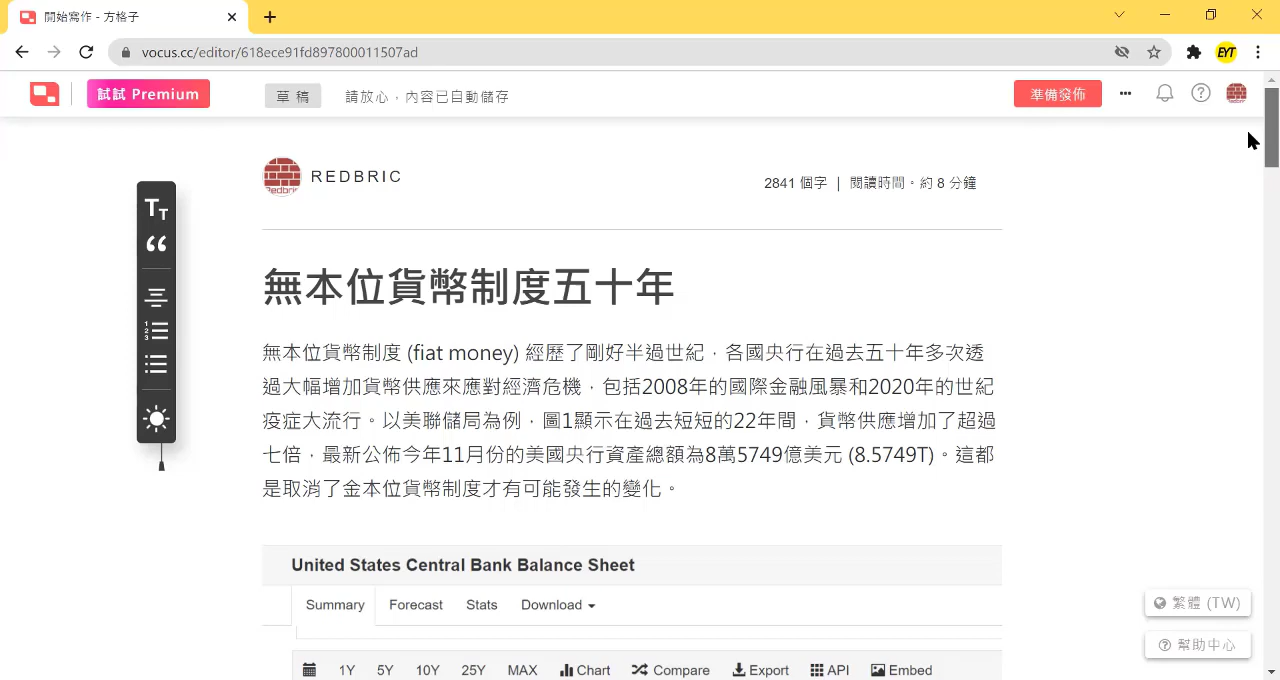 開始寫作 - 方格子
vocus.cc/editor/618ece91fd897800011507ad
EYT
試試 Premium
草稿
請放心，內容已自動儲存
準備發佈
Redbric
REDBRIC
2841 個字 | 閱讀時間。約 8 分鐘
無本位貨幣制度五十年
無本位貨幣制度 (fiat money) 經歷了剛好半過世紀，各國央行在過去五十年多次透
過大幅增加貨幣供應來應對經濟危機，包括2008年的國際金融風暴和2020年的世紀
疫症大流行。以美聯儲局為例，圖1顯示在過去短短的22年間，貨幣供應增加了超過
七倍，最新公佈今年11月份的美國央行資產總額為8萬5749億美元 (8.5749T)。這都
是取消了金本位貨幣制度才有可能發生的變化。
United States Central Bank Balance Sheet
Summary Forecast Stats Download
1Y 5Y 10Y 25Y MAX Chart Compare Export API Embed
繁體 (TW)
幫助中心